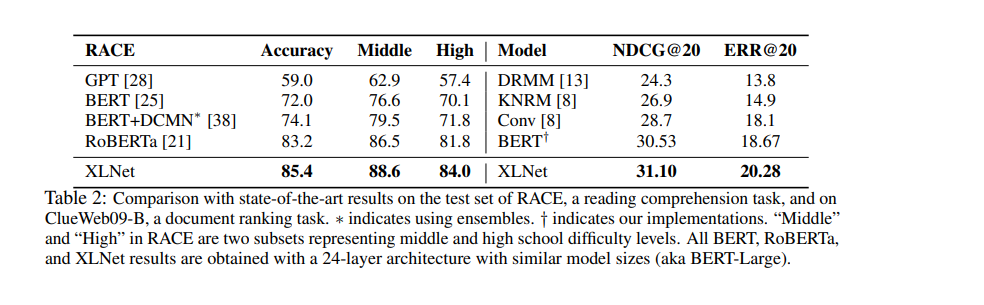 RACE Accuracy Middle High Model NDCG@20 ERR@20
GPT [28] 59.0 62.9 57.4 DRMM [13] 24.3 13.8
BERT [25] 72.0 76.6 70.1 KNRM [8] 26.9 14.9
BERT+DCMN* [38] 74.1 79.5 71.8 Conv [8] 28.7 18.1
RoBERTa [21] 83.2 86.5 81.8 BERT† 30.53 18.67
XLNet 85.4 88.6 84.0 XLNet 31.10 20.28
Table 2: Comparison with state-of-the-art results on the test set of RACE, a reading comprehension task, and on
ClueWeb09-B, a document ranking task. ∗ indicates using ensembles. † indicates our implementations. “Middle”
and “High” in RACE are two subsets representing middle and high school difficulty levels. All BERT, RoBERTa,
and XLNet results are obtained with a 24-layer architecture with similar model sizes (aka BERT-Large).